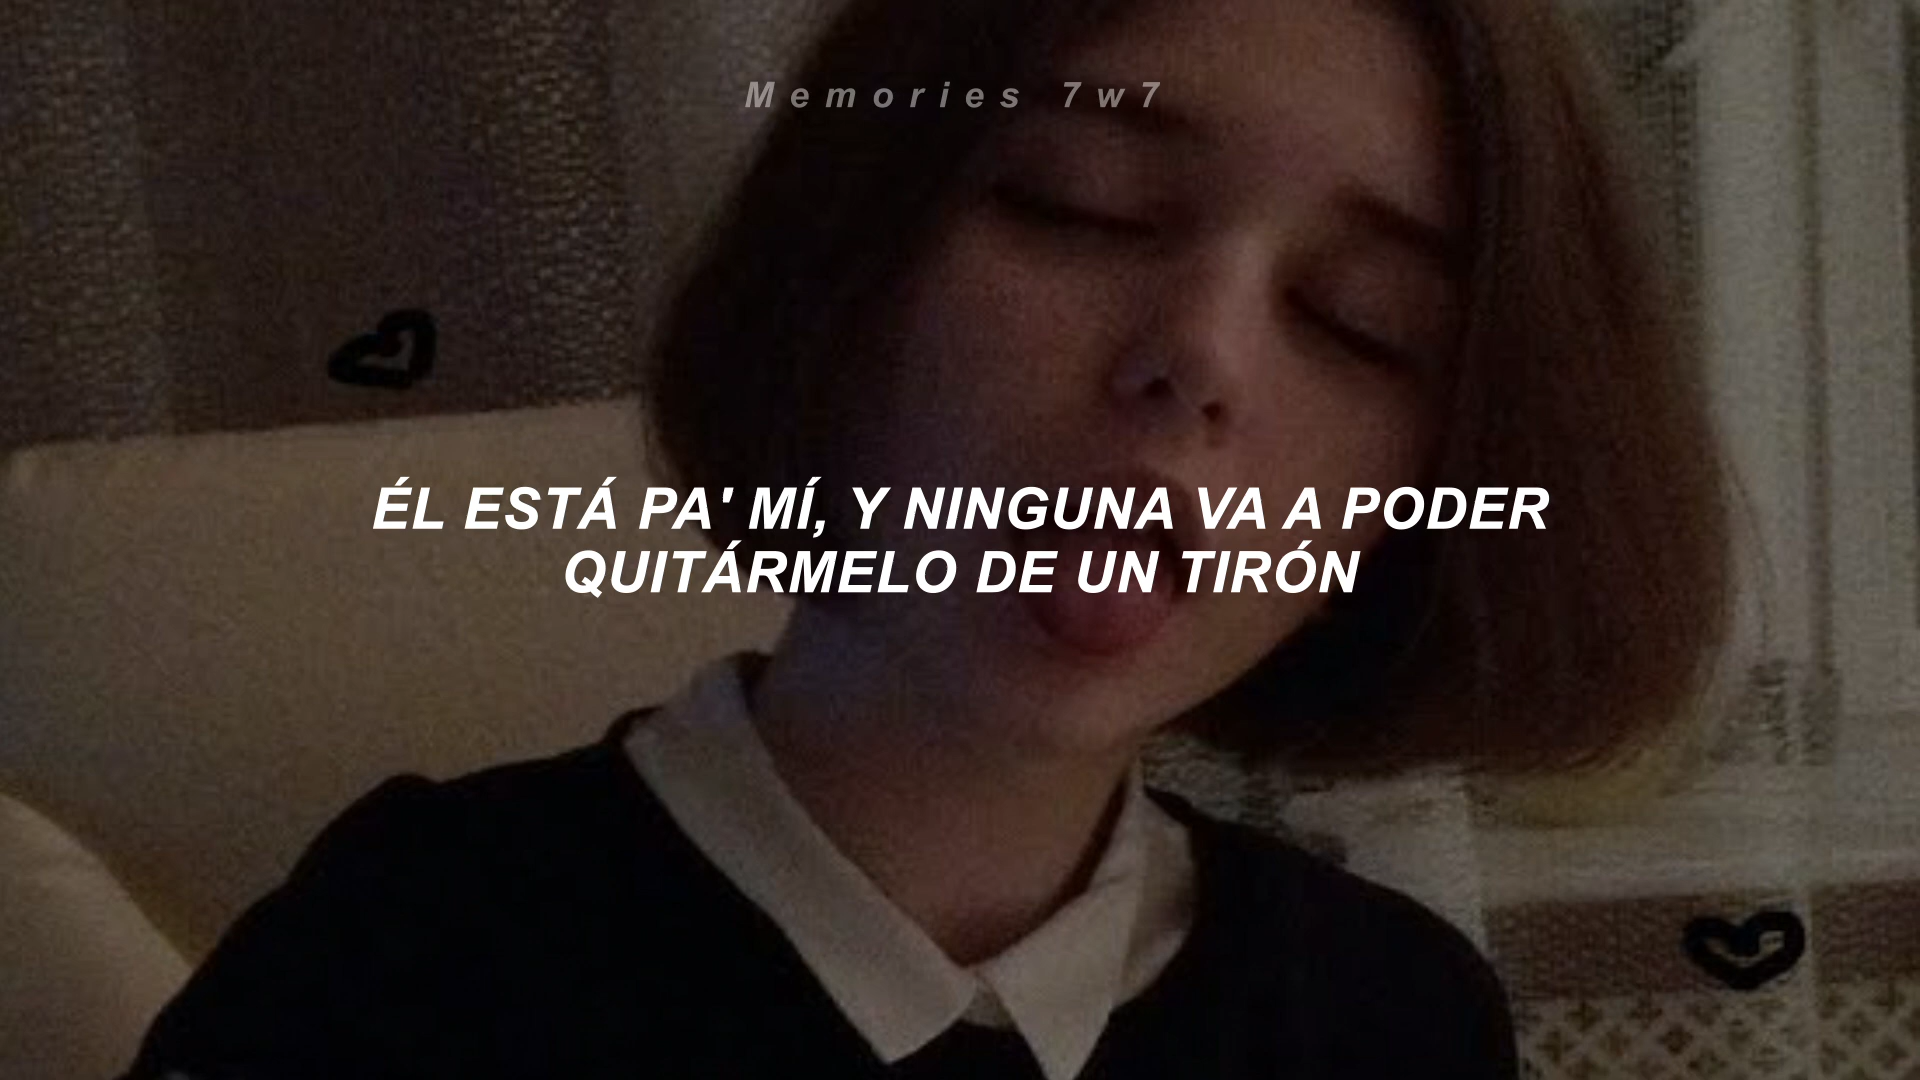 Memories 7w7
ÉL ESTÁ PA' MÍ, Y NINGUNA VA A PODER
QUITÁRMELO DE UN TIRÓN